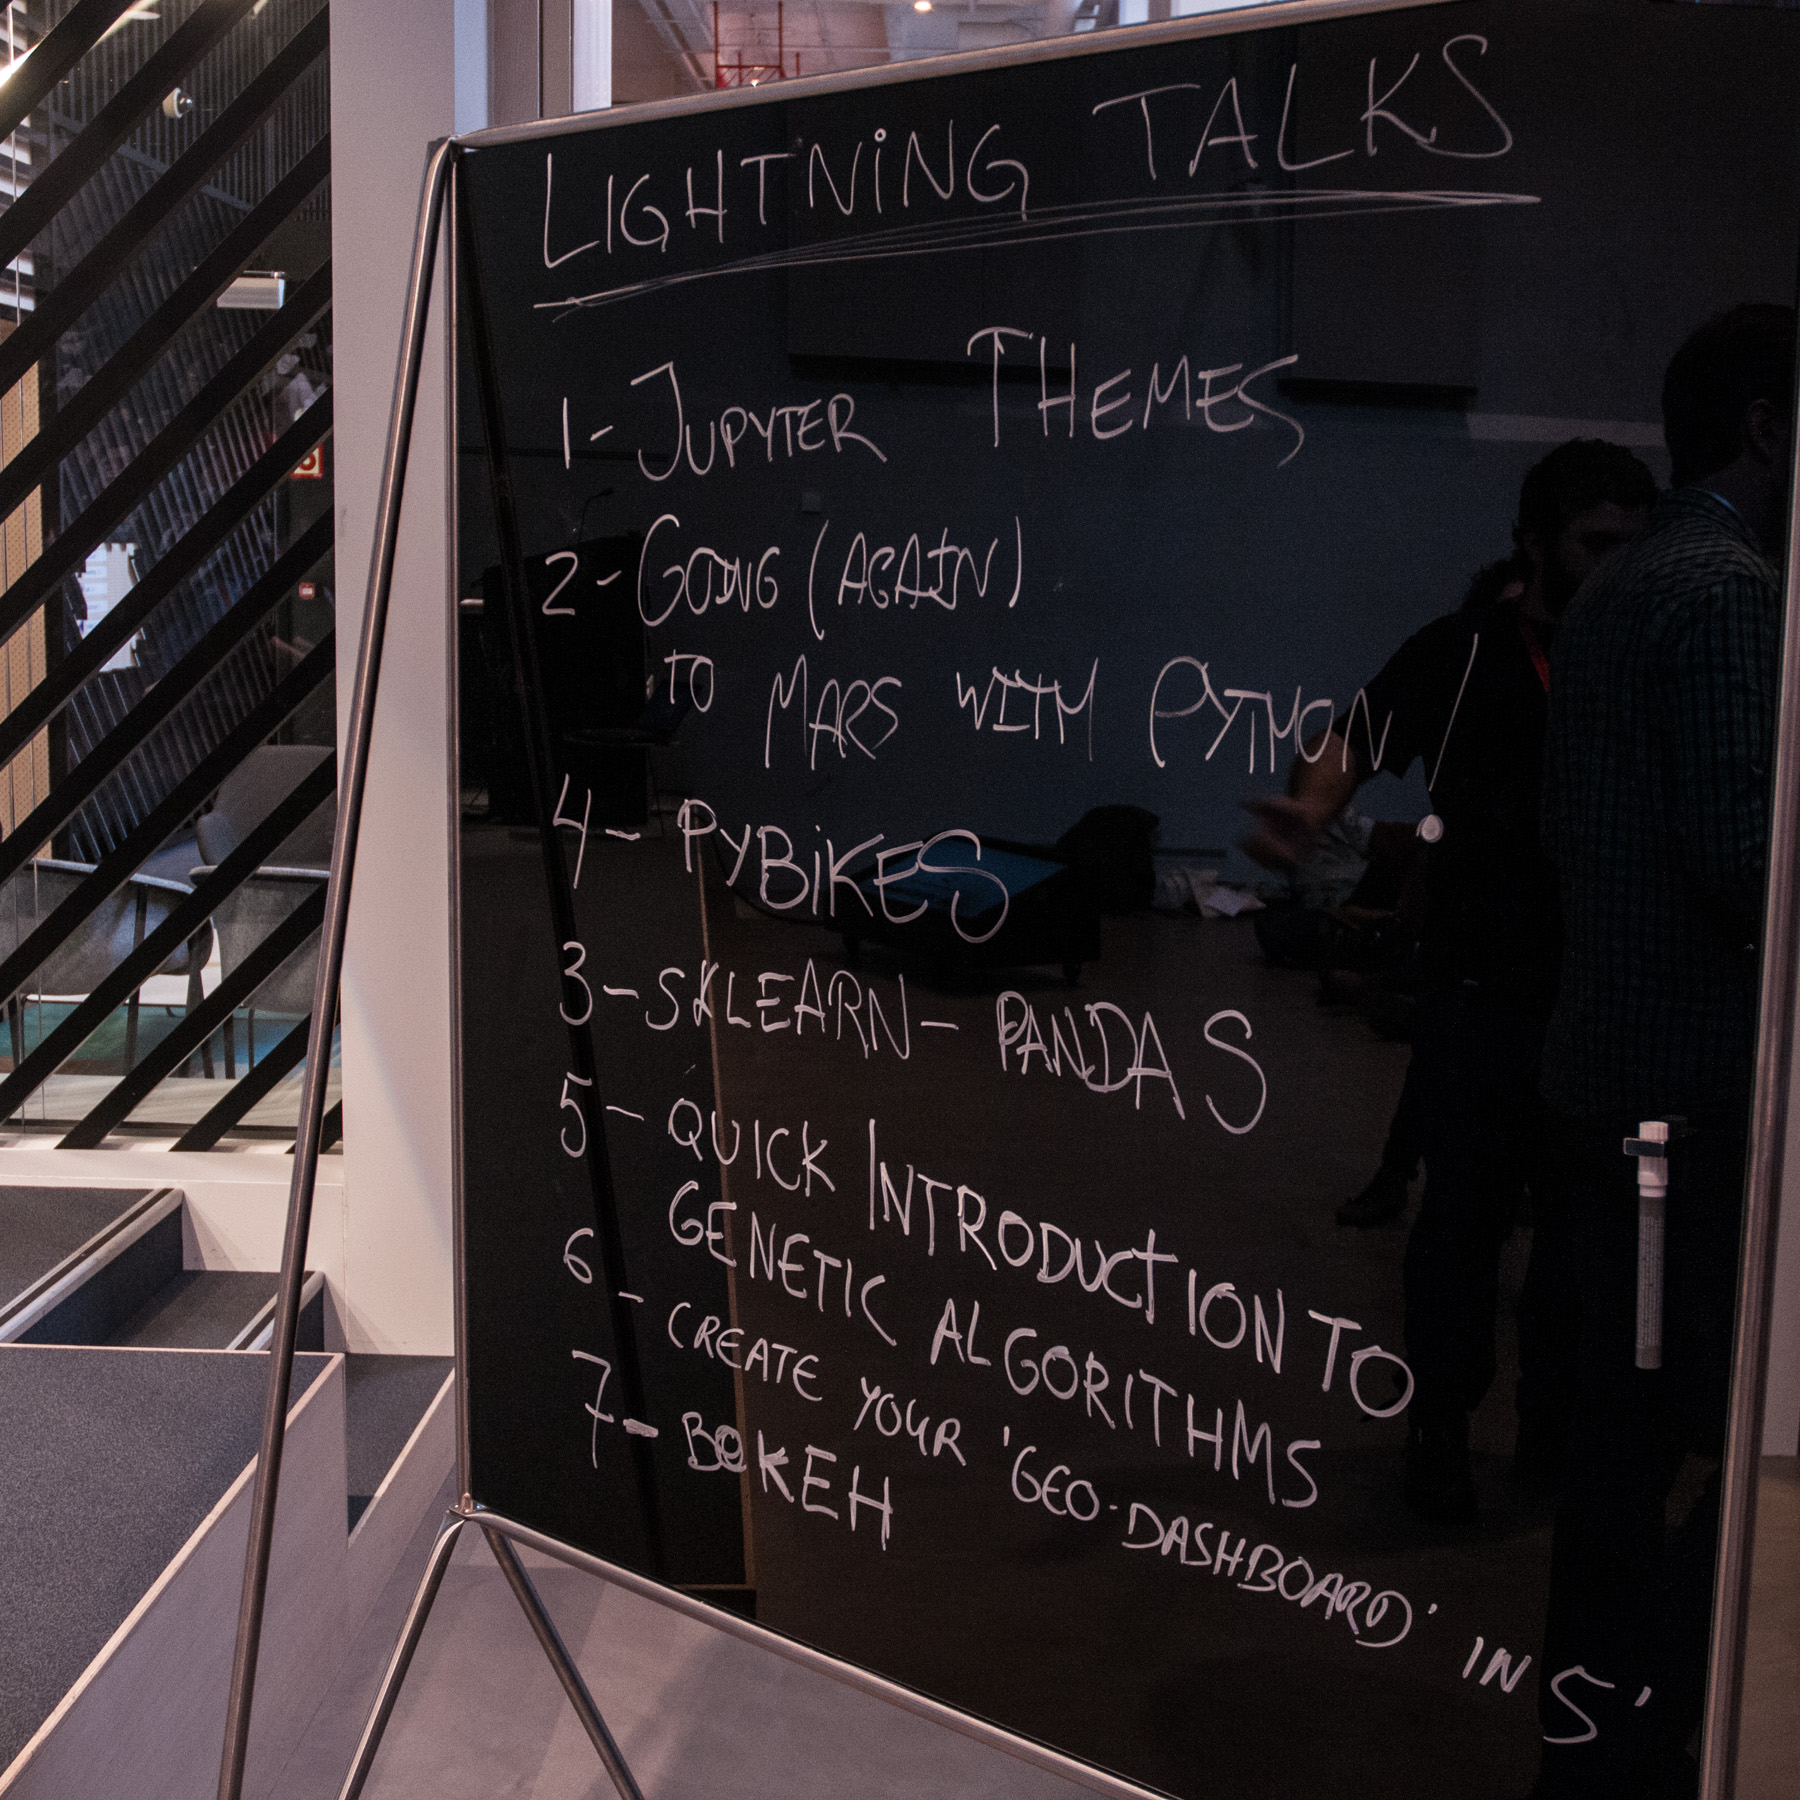 LIGHTNING TALKS
1- JUPYTER THEMES
2- GOING (AGAIN)
TO MARS WITH PYTHON!
4- PYBIKES
3- SKLEARN-PANDAS
5- QUICK INTRODUCTION TO
GENETIC ALGORITHMS
6- CREATE YOUR 'GEO-DASHBOARD' IN 5'
7- BOKEH